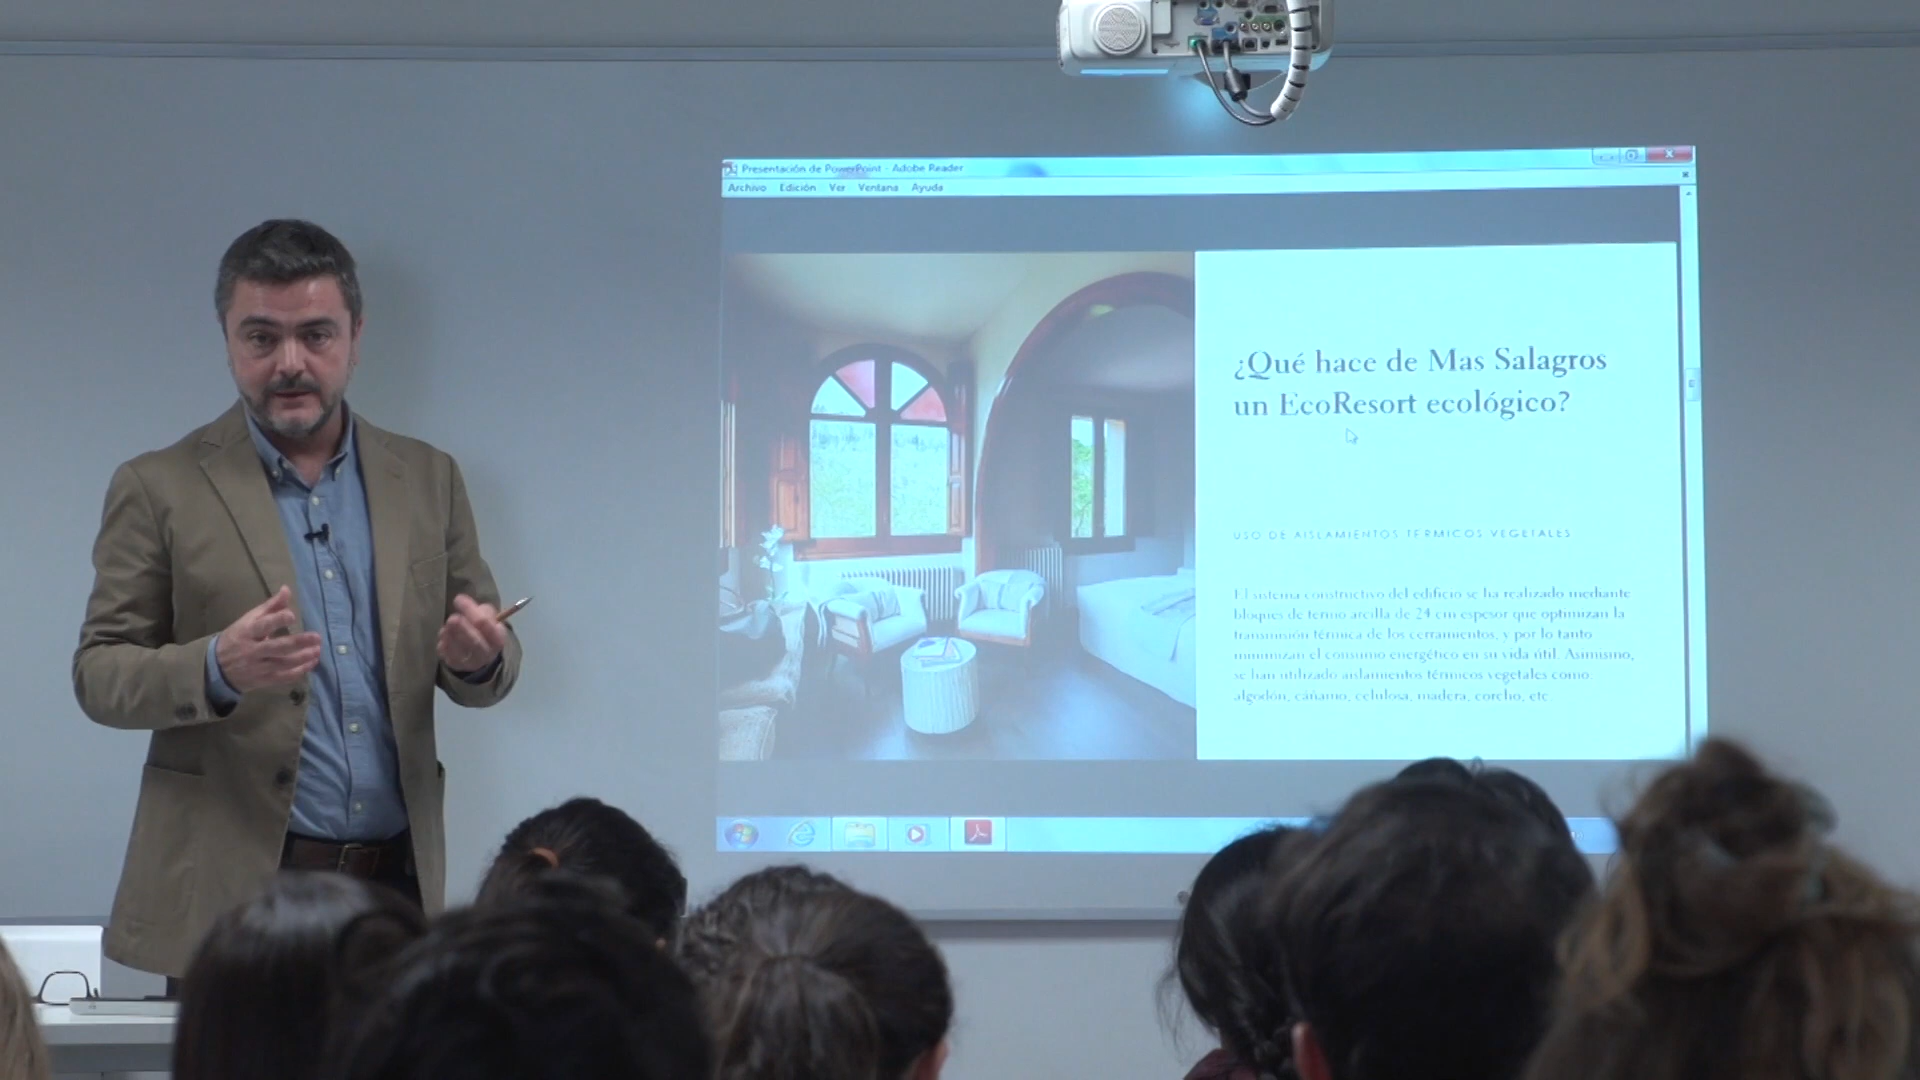 Presentación de PowerPoint - Adobe Reader
Archivo Edición Ver Ventana Ayuda
¿Qué hace de Mas Salagros
un EcoResort ecológico?
USO DE AISLAMIENTOS TÉRMICOS VEGETALES
El sistema constructivo del edificio se ha realizado mediante
bloques de termo arcilla de 24 cm espesor que optimizan la
transmisión térmica de los cerramientos, y por lo tanto
minimizan el consumo energético en su vida útil. Asimismo,
se han utilizado aislamientos térmicos vegetales como
algodón, cáñamo, celulosa, madera, corcho, etc